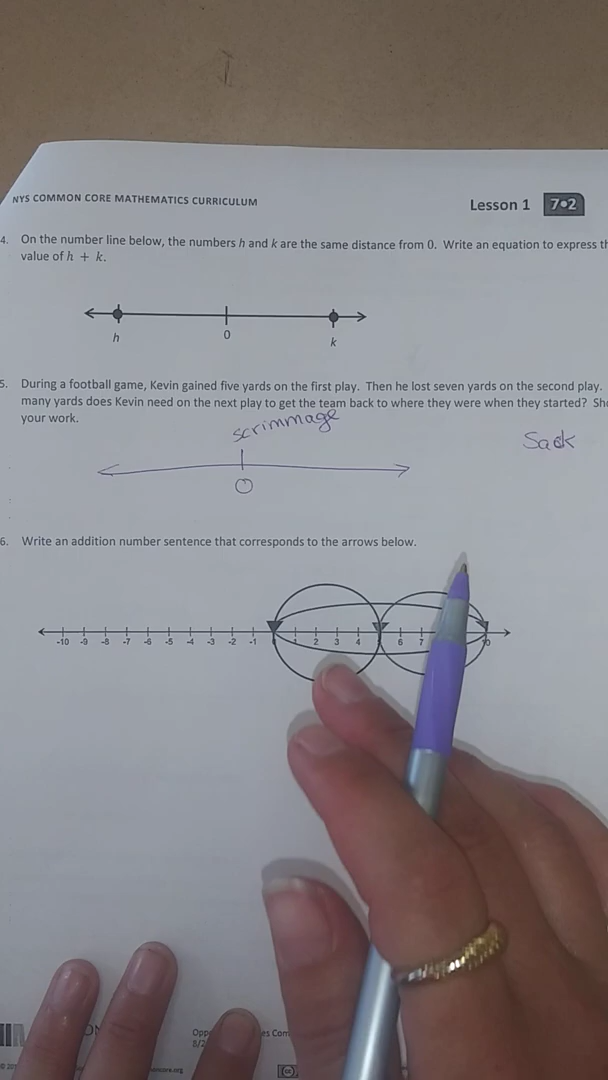 NYS COMMON CORE MATHEMATICS CURRICULUM
Lesson 1 7•2
4. On the number line below, the numbers h and k are the same distance from 0. Write an equation to express
value of h + k.
h 0 k
5. During a football game, Kevin gained five yards on the first play. Then he lost seven yards on the second play.
many yards does Kevin need on the next play to get the team back to where they were when they started?
your work.
scrimmage
Sack
0
6. Write an addition number sentence that corresponds to the arrows below.
-10 -9 -8 -7 -6 -5 -4 -3 -2 -1 2 3 4 6 7